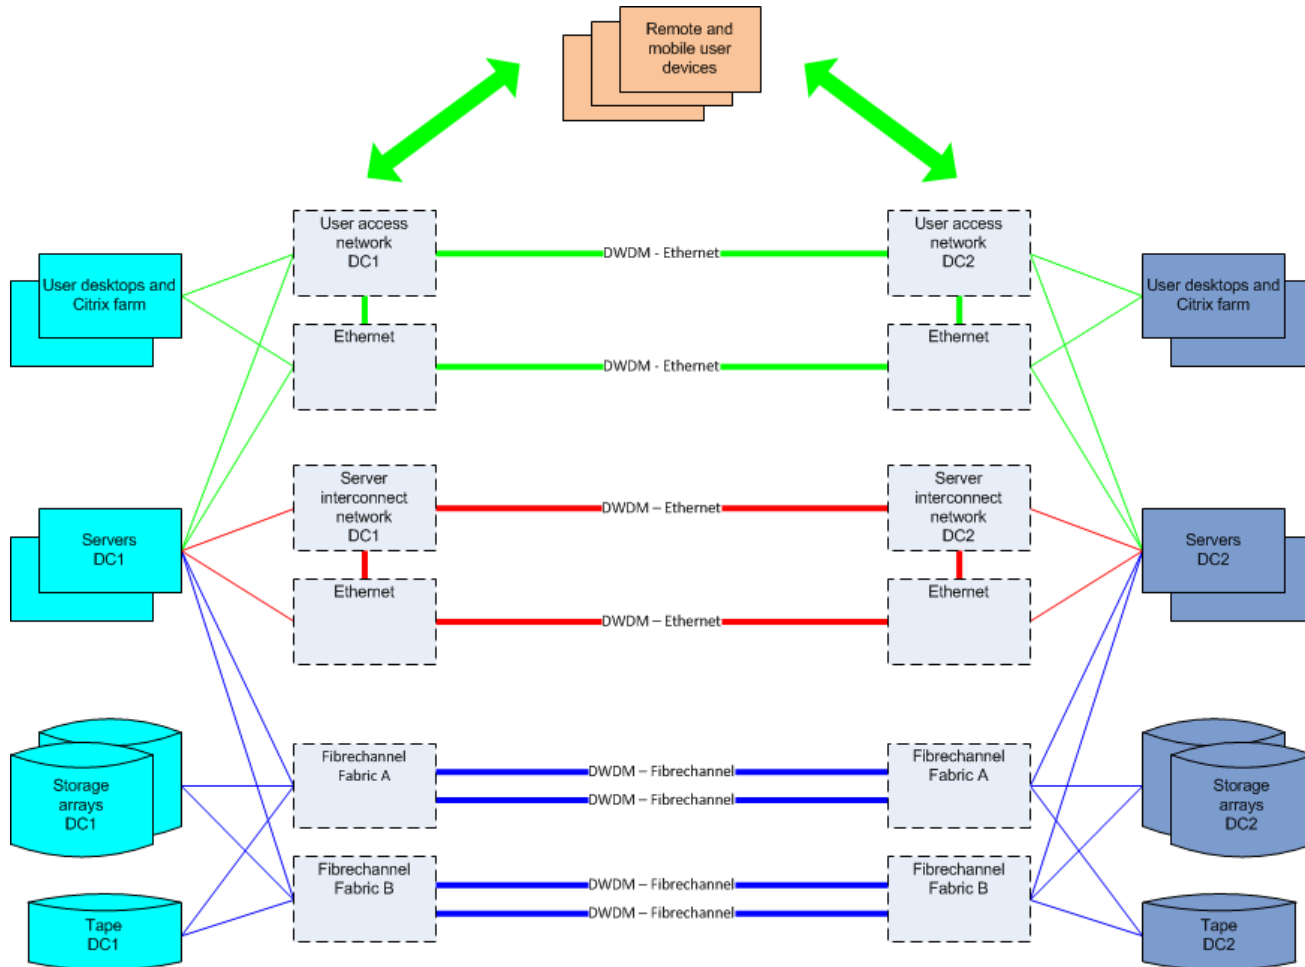 Remote and
mobile user
devices
User access
network
DC1
DWDM - Ethernet
User access
network
DC2
User desktops and
Citrix farm
User desktops and
Citrix farm
Ethernet
DWDM - Ethernet
Ethernet
Server
interconnect
network
DC1
DWDM – Ethernet
Server
interconnect
network
DC2
Servers
DC1
Servers
DC2
Ethernet
DWDM – Ethernet
Ethernet
Fibrechannel
Fabric A
DWDM – Fibrechannel
DWDM – Fibrechannel
Fibrechannel
Fabric A
Storage
arrays
DC1
Storage
arrays
DC2
Fibrechannel
Fabric B
DWDM – Fibrechannel
DWDM – Fibrechannel
Fibrechannel
Fabric B
Tape
DC1
Tape
DC2